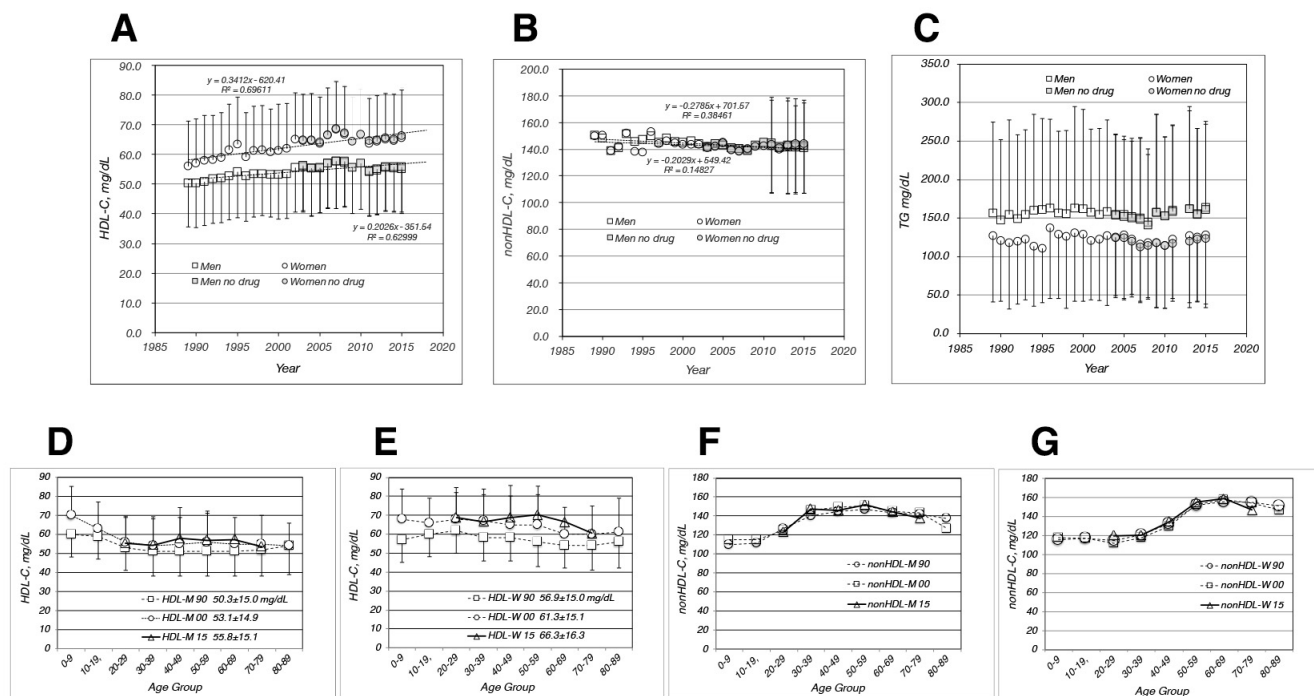 A
B
C
90.0
80.0
70.0
60.0
50.0
40.0
30.0
20.0
10.0
0.0
HDL-C, mg/dL
y = 0.3412x - 620.41
R² = 0.69611
y = 0.2026x - 351.54
R² = 0.62999
Men
Women
Men no drug
Women no drug
1985 1990 1995 2000 2005 2010 2015 2020
Year
200.0
180.0
160.0
140.0
120.0
100.0
80.0
60.0
40.0
20.0
0.0
nonHDL-C, mg/dL
y = -0.2785x + 701.57
R² = 0.38461
y = -0.2029x + 549.42
R² = 0.14827
Men
Women
Men no drug
Women no drug
1985 1990 1995 2000 2005 2010 2015 2020
Year
350.0
300.0
250.0
200.0
150.0
100.0
50.0
0.0
TG mg/dL
Men
Women
Men no drug
Women no drug
1985 1990 1995 2000 2005 2010 2015 2020
Year
D
E
F
G
90
80
70
60
50
40
30
20
10
0
HDL-C, mg/dL
HDL-M 90 50.3±15.0 mg/dL
HDL-M 00 53.1±14.9
HDL-M 15 55.8±15.1
0-9 10-19, 20-29 30-39 40-49 50-59 60-69 70-79 80-89
Age Group
90
80
70
60
50
40
30
20
10
0
HDL-C, mg/dL
HDL-W 90 56.9±15.0 mg/dL
HDL-W 00 61.3±15.1
HDL-W 15 66.3±16.3
0-9 10-19, 20-29 30-39 40-49 50-59 60-69 70-79 80-89
Age Group
180
160
140
120
100
80
60
40
20
0
nonHDL-C, mg/dL
nonHDL-M 90
nonHDL-M 00
nonHDL-M 15
0-9 10-19, 20-29 30-39 40-49 50-59 60-69 70-79 80-89
Age Group
180
160
140
120
100
80
60
40
20
0
nonHDL-C, mg/dL
nonHDL-W 90
nonHDL-W 00
nonHDL-W 15
0-9 10-19, 20-29 30-39 40-49 50-59 60-69 70-79 80-89
Age Group